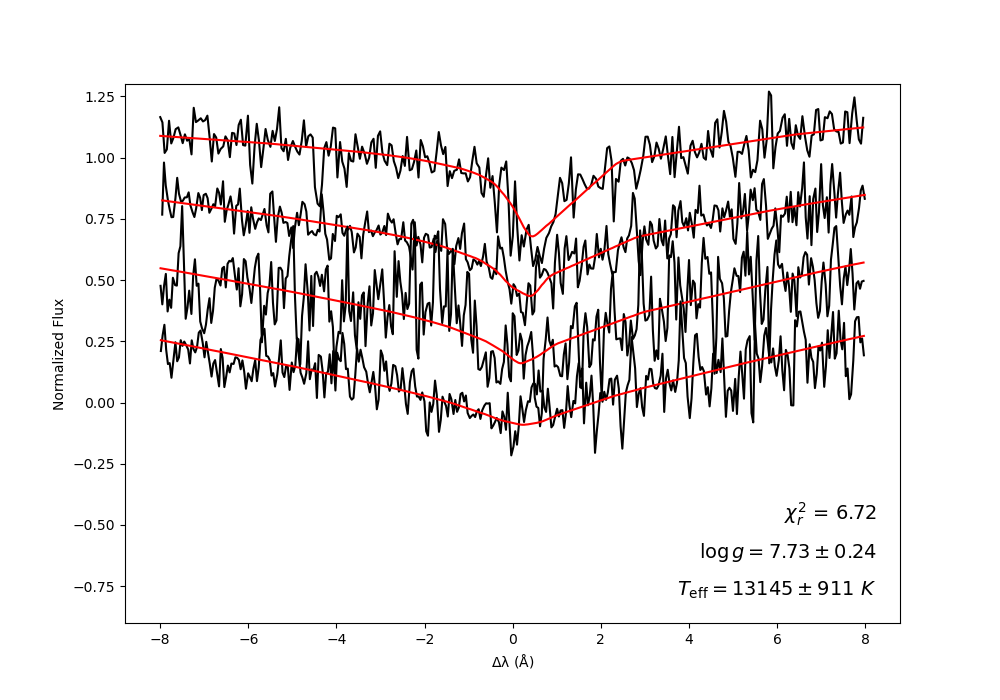 1.25
1.00
0.75
0.50
0.25
0.00
−0.25
−0.50
−0.75
Normalized Flux
χ²ᵣ = 6.72
log g = 7.73 ± 0.24
T_eff = 13145 ± 911 K
−8 −6 −4 −2 0 2 4 6 8
Δλ (Å)